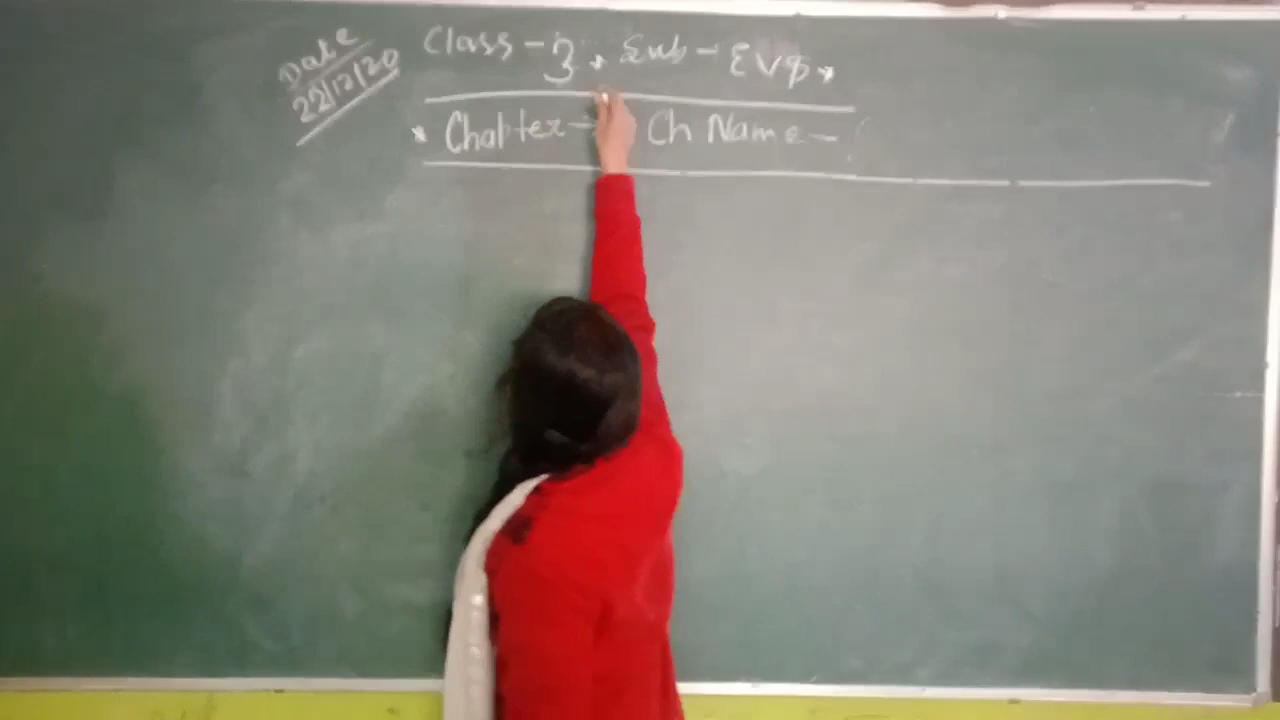 Date
22/12/20
Class - 3 * Sub - EVS *
* Chapter - Ch Name -